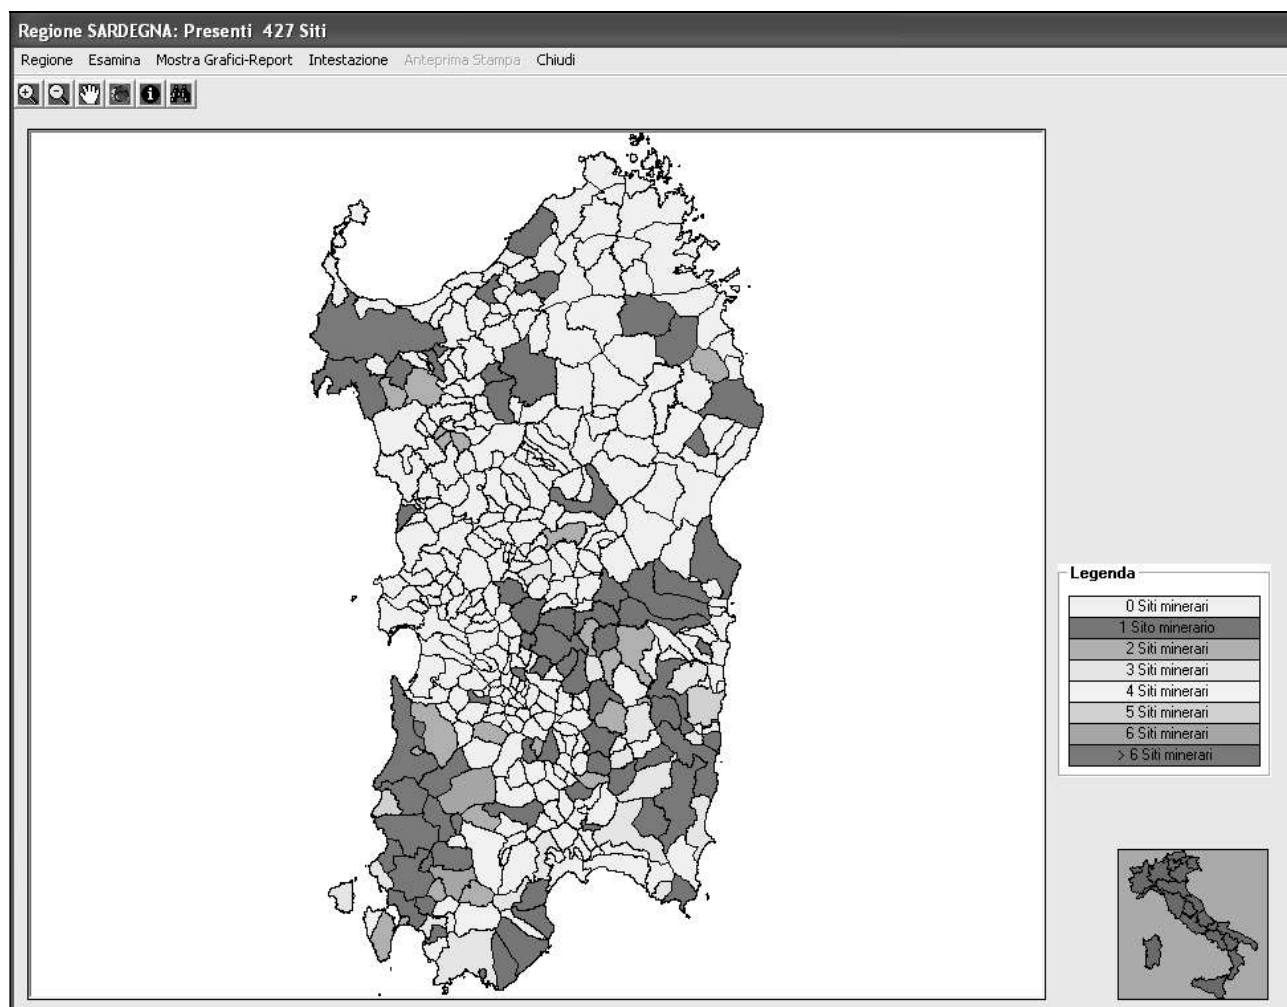 Regione SARDEGNA: Presenti 427 Siti
Regione Esamina Mostra Grafici-Report Intestazione Anteprima Stampa Chiudi
Legenda
0 Siti minerari
1 Sito minerario
2 Siti minerari
3 Siti minerari
4 Siti minerari
5 Siti minerari
6 Siti minerari
> 6 Siti minerari